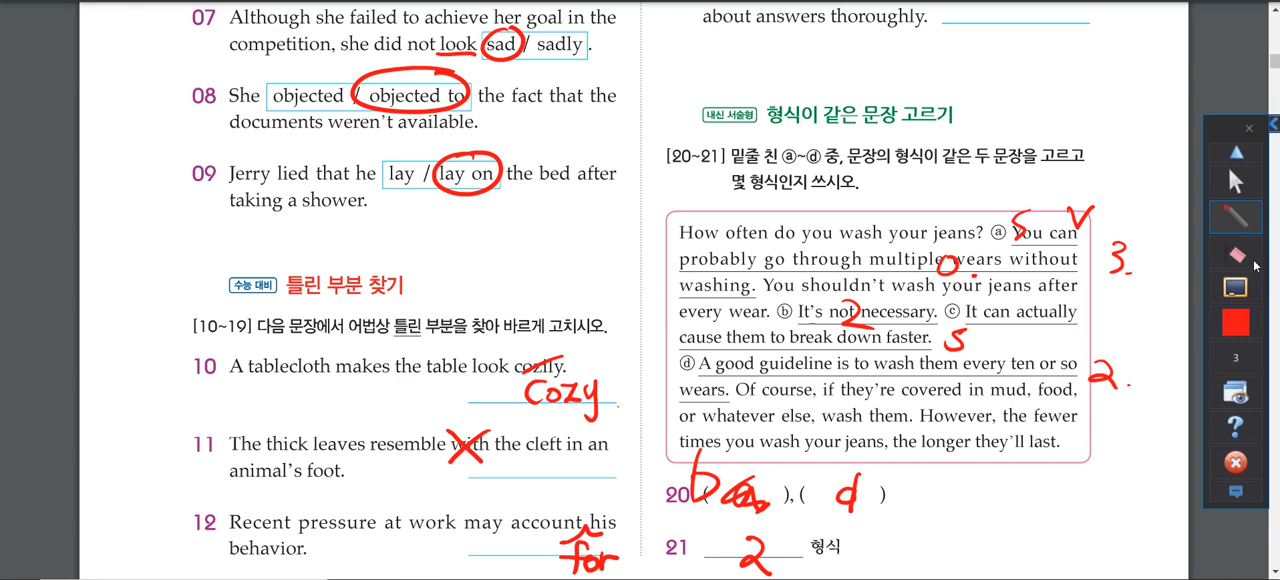 07 Although she failed to achieve her goal in the
competition, she did not look sad / sadly .
08 She objected / objected to the fact that the
documents weren't available.
09 Jerry lied that he lay / lay on the bed after
taking a shower.
수능 대비 틀린 부분 찾기
[10~19] 다음 문장에서 어법상 틀린 부분을 찾아 바르게 고치시오.
10 A tablecloth makes the table look cozily.
cozy
11 The thick leaves resemble with the cleft in an
animal's foot.
12 Recent pressure at work may account his
behavior.
for
about answers thoroughly.
내신 서술형 형식이 같은 문장 고르기
[20~21] 밑줄 친 ⓐ~ⓓ 중, 문장의 형식이 같은 두 문장을 고르고
몇 형식인지 쓰시오.
S V
How often do you wash your jeans? ⓐ You can
probably go through multiple wears without
O 3.
washing. You shouldn't wash your jeans after
every wear. ⓑ It's not necessary. ⓒ It can actually
2
cause them to break down faster.
5
ⓓ A good guideline is to wash them every ten or so
2.
wears. Of course, if they're covered in mud, food,
or whatever else, wash them. However, the fewer
times you wash your jeans, the longer they'll last.
20 ( b ), ( d )
21 2 형식
3